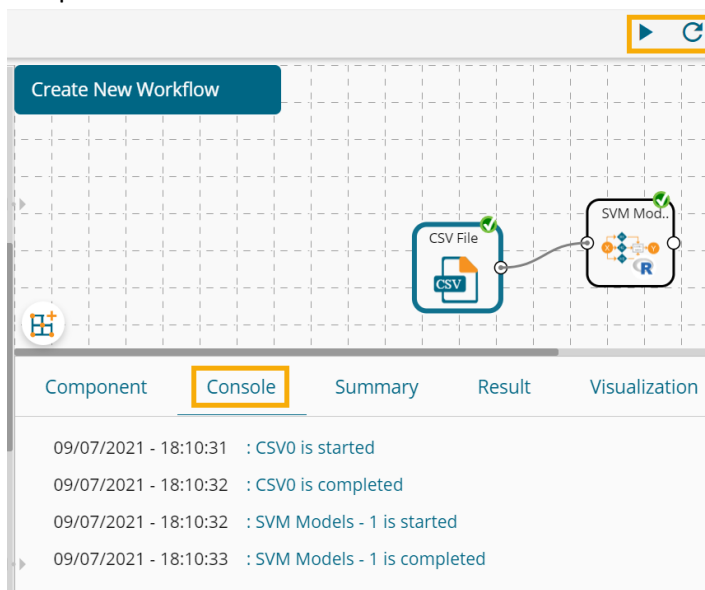 Create New Workflow
SVM Mod..
R
CSV File
CSV
Component Console Summary Result Visualization
09/07/2021 - 18:10:31 : CSV0 is started
09/07/2021 - 18:10:32 : CSV0 is completed
09/07/2021 - 18:10:32 : SVM Models - 1 is started
09/07/2021 - 18:10:33 : SVM Models - 1 is completed